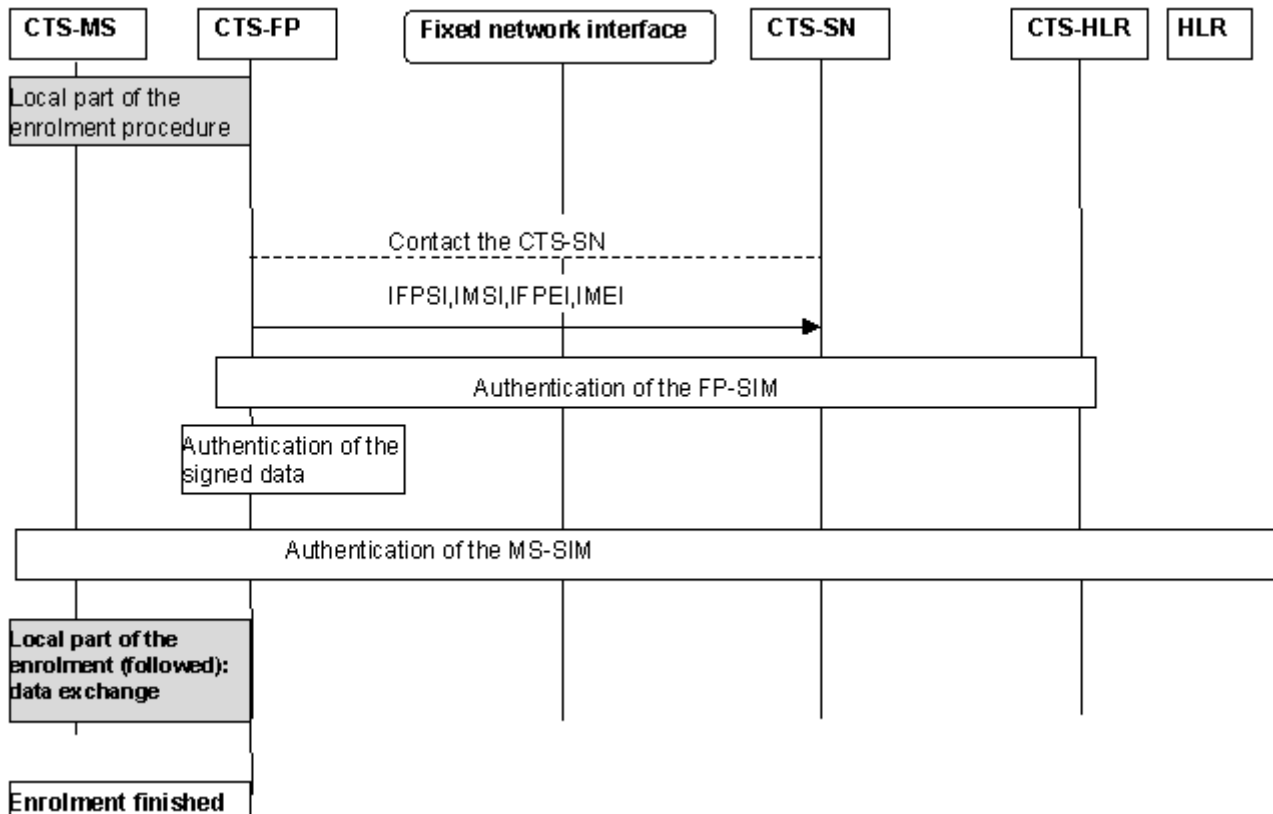 CTS-MS
CTS-FP
Fixed network interface
CTS-SN
CTS-HLR
HLR
Local part of the
enrolment procedure
Contact the CTS-SN
IFPSI,IMSI,IFPEI,IMEI
Authentication of the FP-SIM
Authentication of the
signed data
Authentication of the MS-SIM
Local part of the
enrolment (followed):
data exchange
Enrolment finished